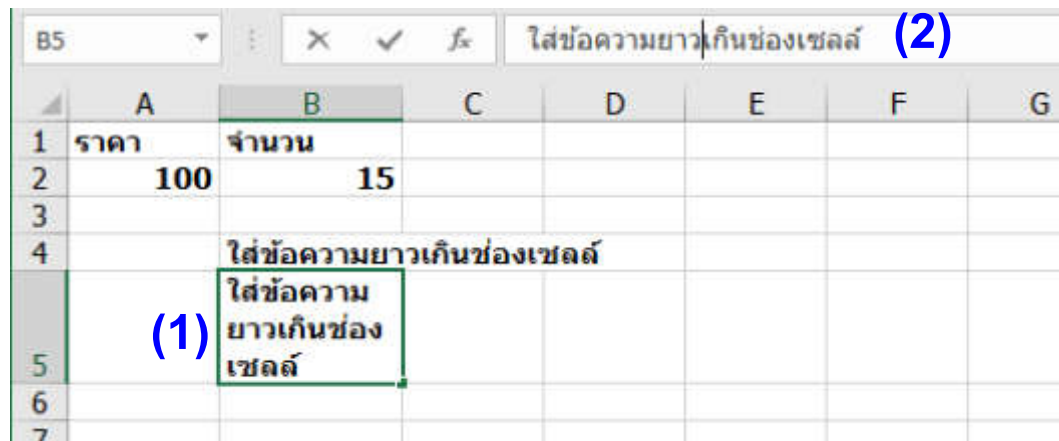 B5 fx ใส่ข้อความยาวเกินช่องเซลล์ (2)
A B C D E F G
1 ราคา จำนวน
2 100 15
3
4 ใส่ข้อความยาวเกินช่องเซลล์
ใส่ข้อความ
(1) ยาวเกินช่อง
5 เซลล์
6
7